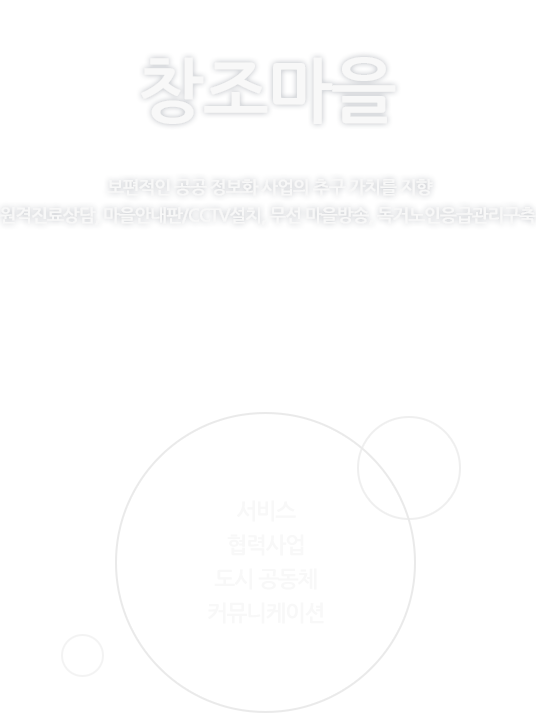 창조마을
보편적인 공공 정보화 사업의 추구 가치를 지향
원격진료상담, 마을안내판/CCTV설치, 무선 마을방송, 독거노인응급관리구축
서비스
협력사업
도시 공동체
커뮤니케이션